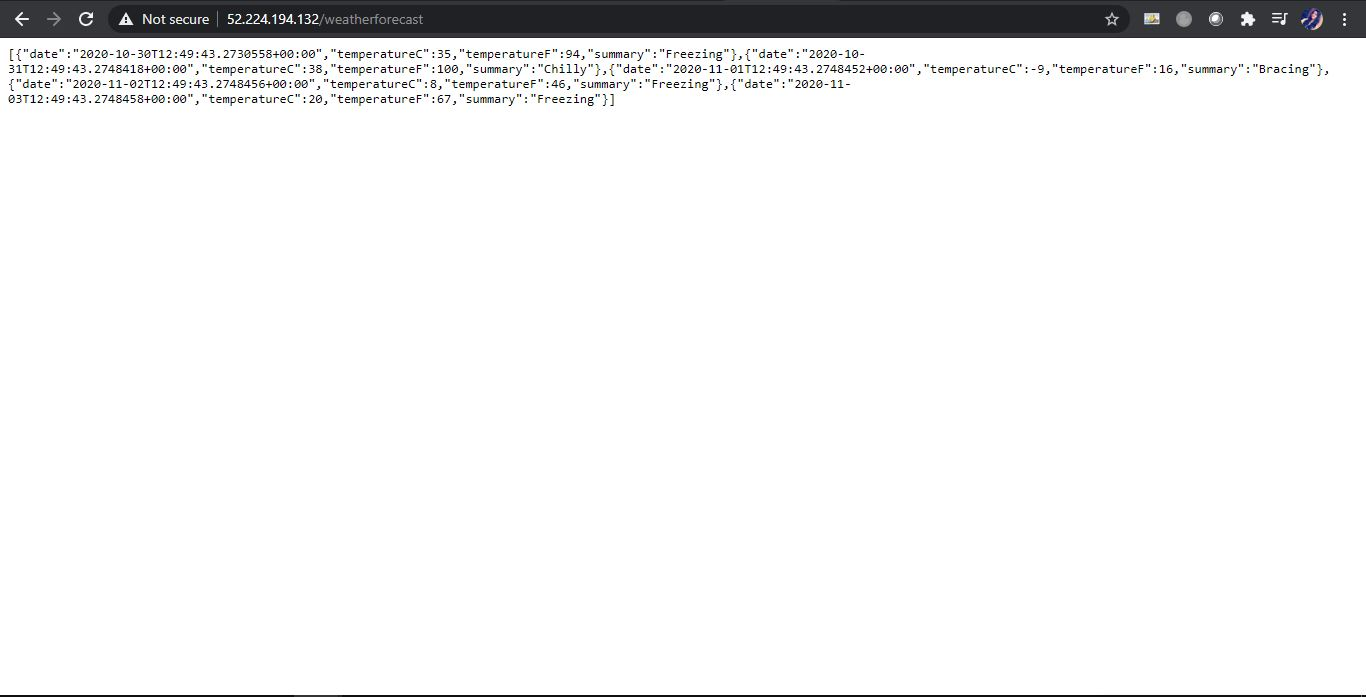 Not secure | 52.224.194.132/weatherforecast
[{"date":"2020-10-30T12:49:43.2730558+00:00","temperatureC":35,"temperatureF":94,"summary":"Freezing"},{"date":"2020-10-
31T12:49:43.2748418+00:00","temperatureC":38,"temperatureF":100,"summary":"Chilly"},{"date":"2020-11-01T12:49:43.2748452+00:00","temperatureC":-9,"temperatureF":16,"summary":"Bracing"},
{"date":"2020-11-02T12:49:43.2748456+00:00","temperatureC":8,"temperatureF":46,"summary":"Freezing"},{"date":"2020-11-
03T12:49:43.2748458+00:00","temperatureC":20,"temperatureF":67,"summary":"Freezing"}]